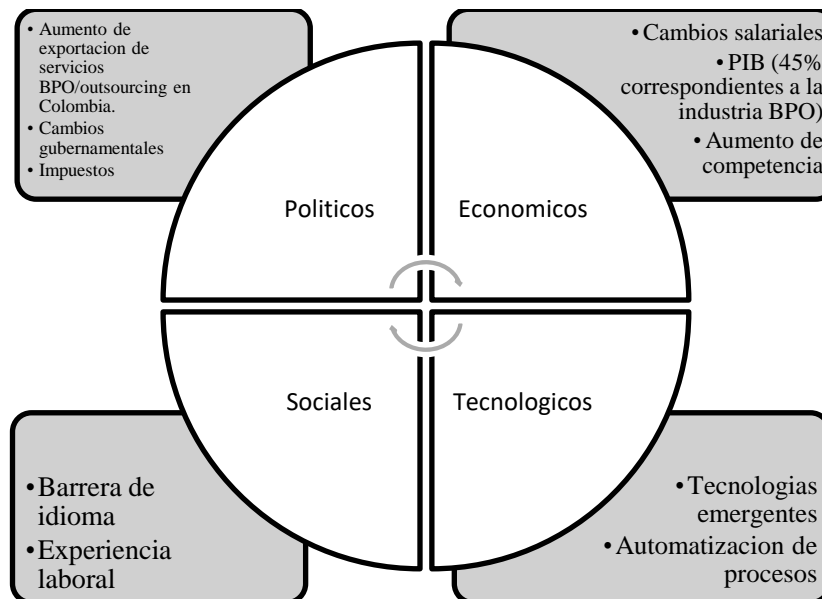 • Aumento de
exportacion de
servicios
BPO/outsourcing en
Colombia.
• Cambios
gubernamentales
• Impuestos
• Cambios salariales
• PIB (45%
correspondientes a la
industria BPO)
• Aumento de
competencia
Politicos
Economicos
Sociales
Tecnologicos
• Barrera de
idioma
• Experiencia
laboral
• Tecnologias
emergentes
• Automatizacion de
procesos